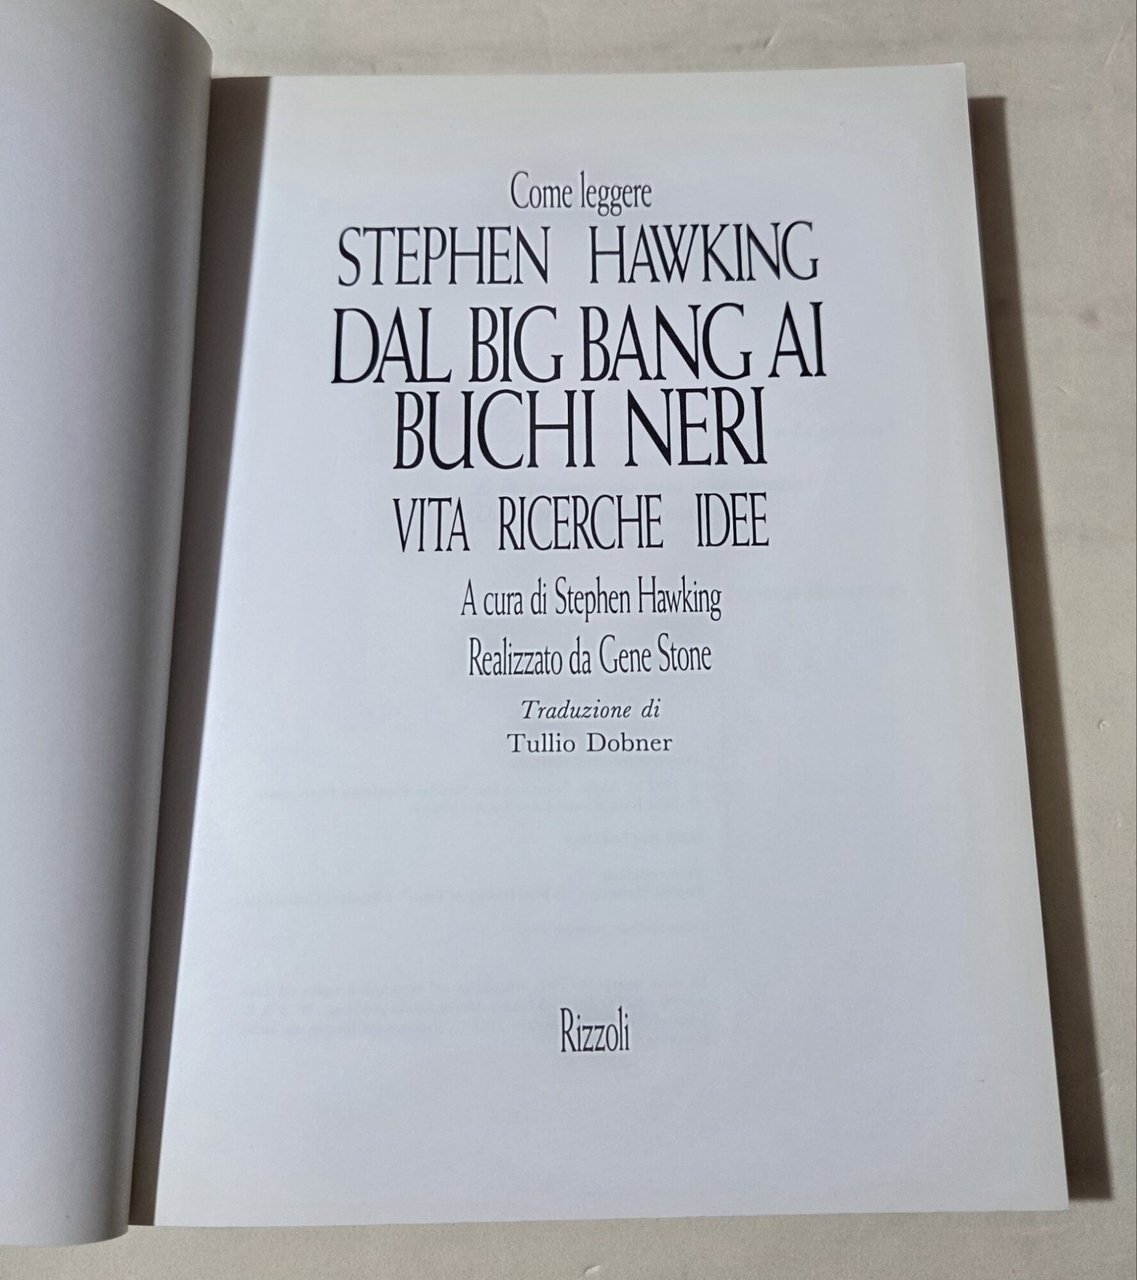 Come leggere
STEPHEN HAWKING
DAL BIG BANG AI
BUCHI NERI
VITA RICERCHE IDEE
A cura di Stephen Hawking
Realizzato da Gene Stone
Traduzione di
Tullio Dobner
Rizzoli